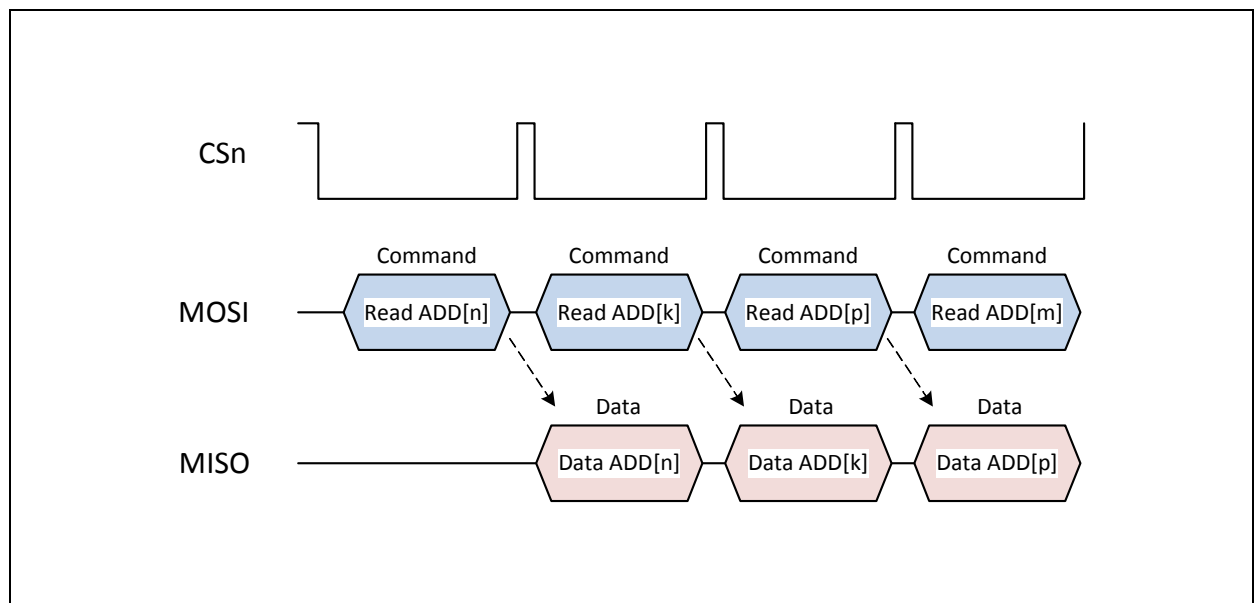 CSn
Command Command Command Command
MOSI Read ADD[n] Read ADD[k] Read ADD[p] Read ADD[m]
Data Data Data
MISO Data ADD[n] Data ADD[k] Data ADD[p]